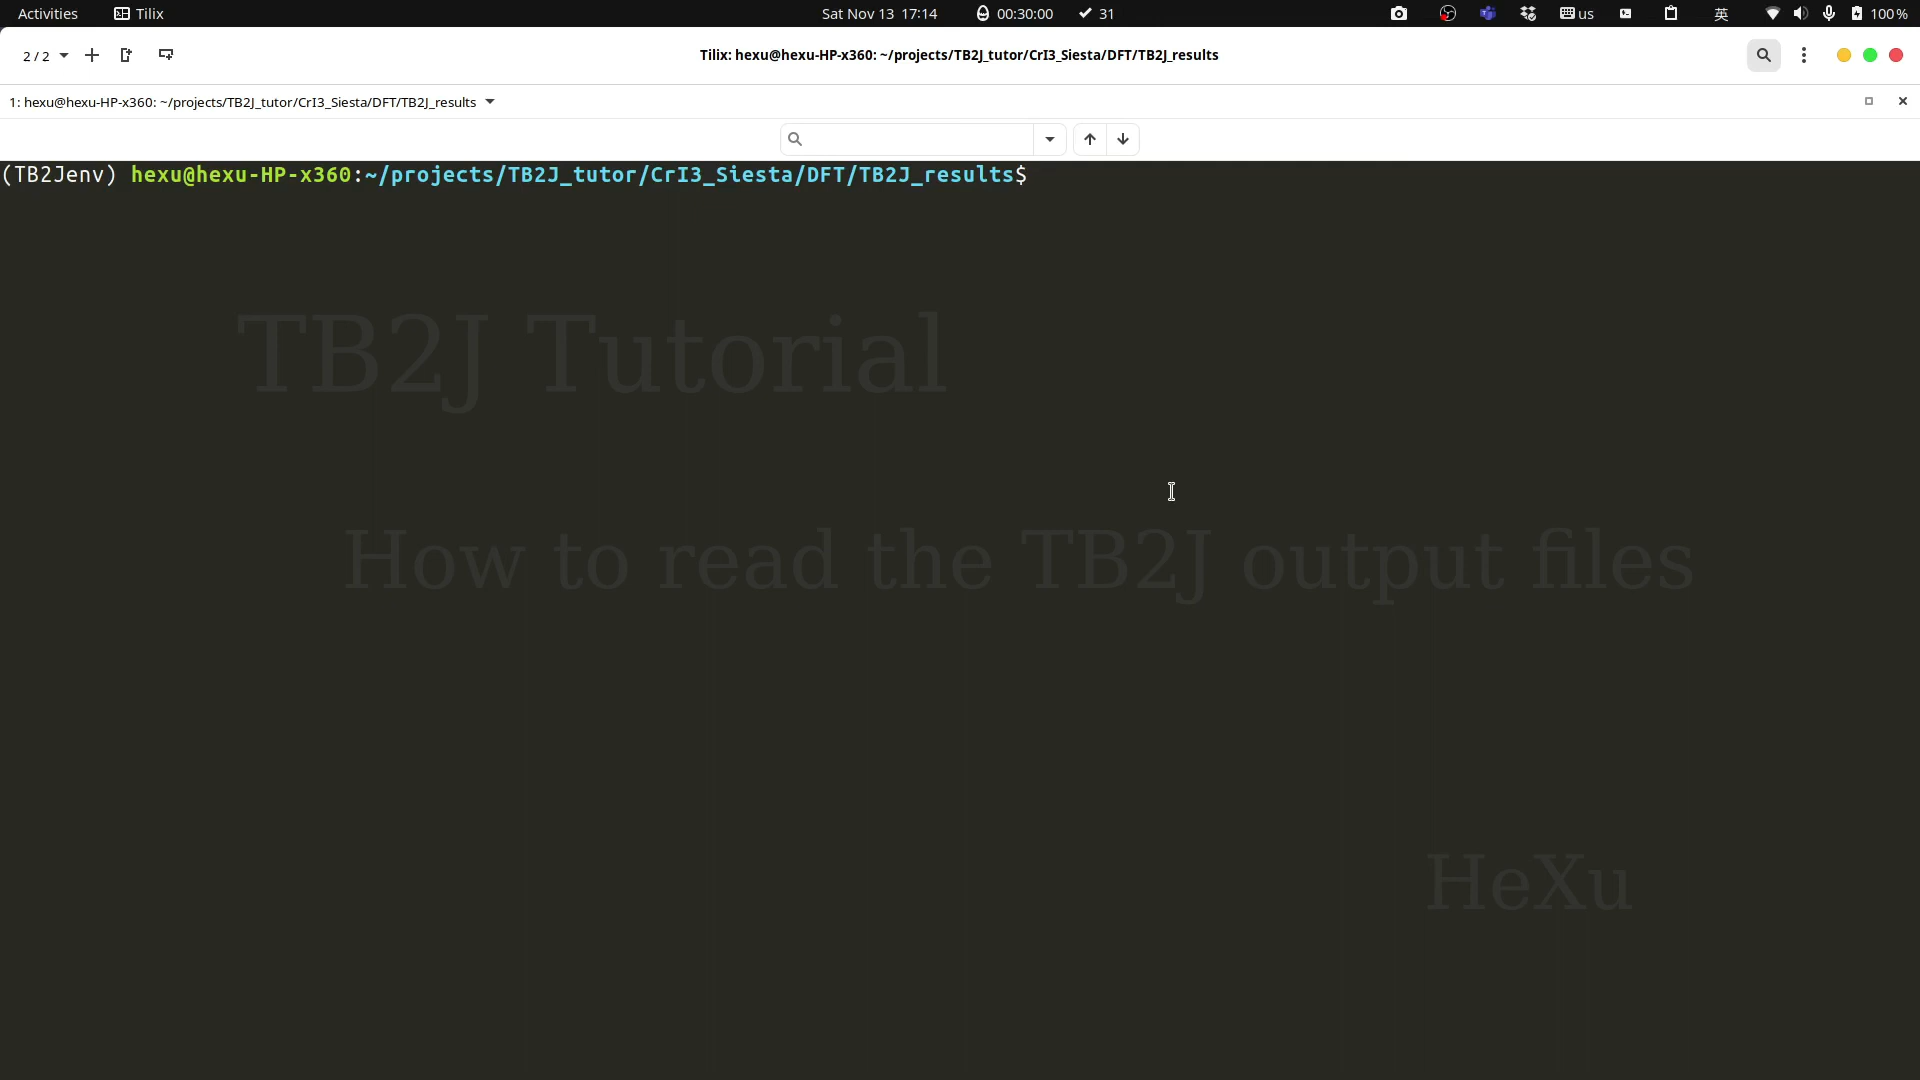 Activities Tilix Sat Nov 13 17:14 00:30:00 31 us 英 100 %
2 / 2 Tilix: hexu@hexu-HP-x360: ~/projects/TB2J_tutor/CrI3_Siesta/DFT/TB2J_results
1: hexu@hexu-HP-x360: ~/projects/TB2J_tutor/CrI3_Siesta/DFT/TB2J_results
(TB2Jenv) hexu@hexu-HP-x360:~/projects/TB2J_tutor/CrI3_Siesta/DFT/TB2J_results$
TB2J Tutorial
How to read the TB2J output files
HeXu